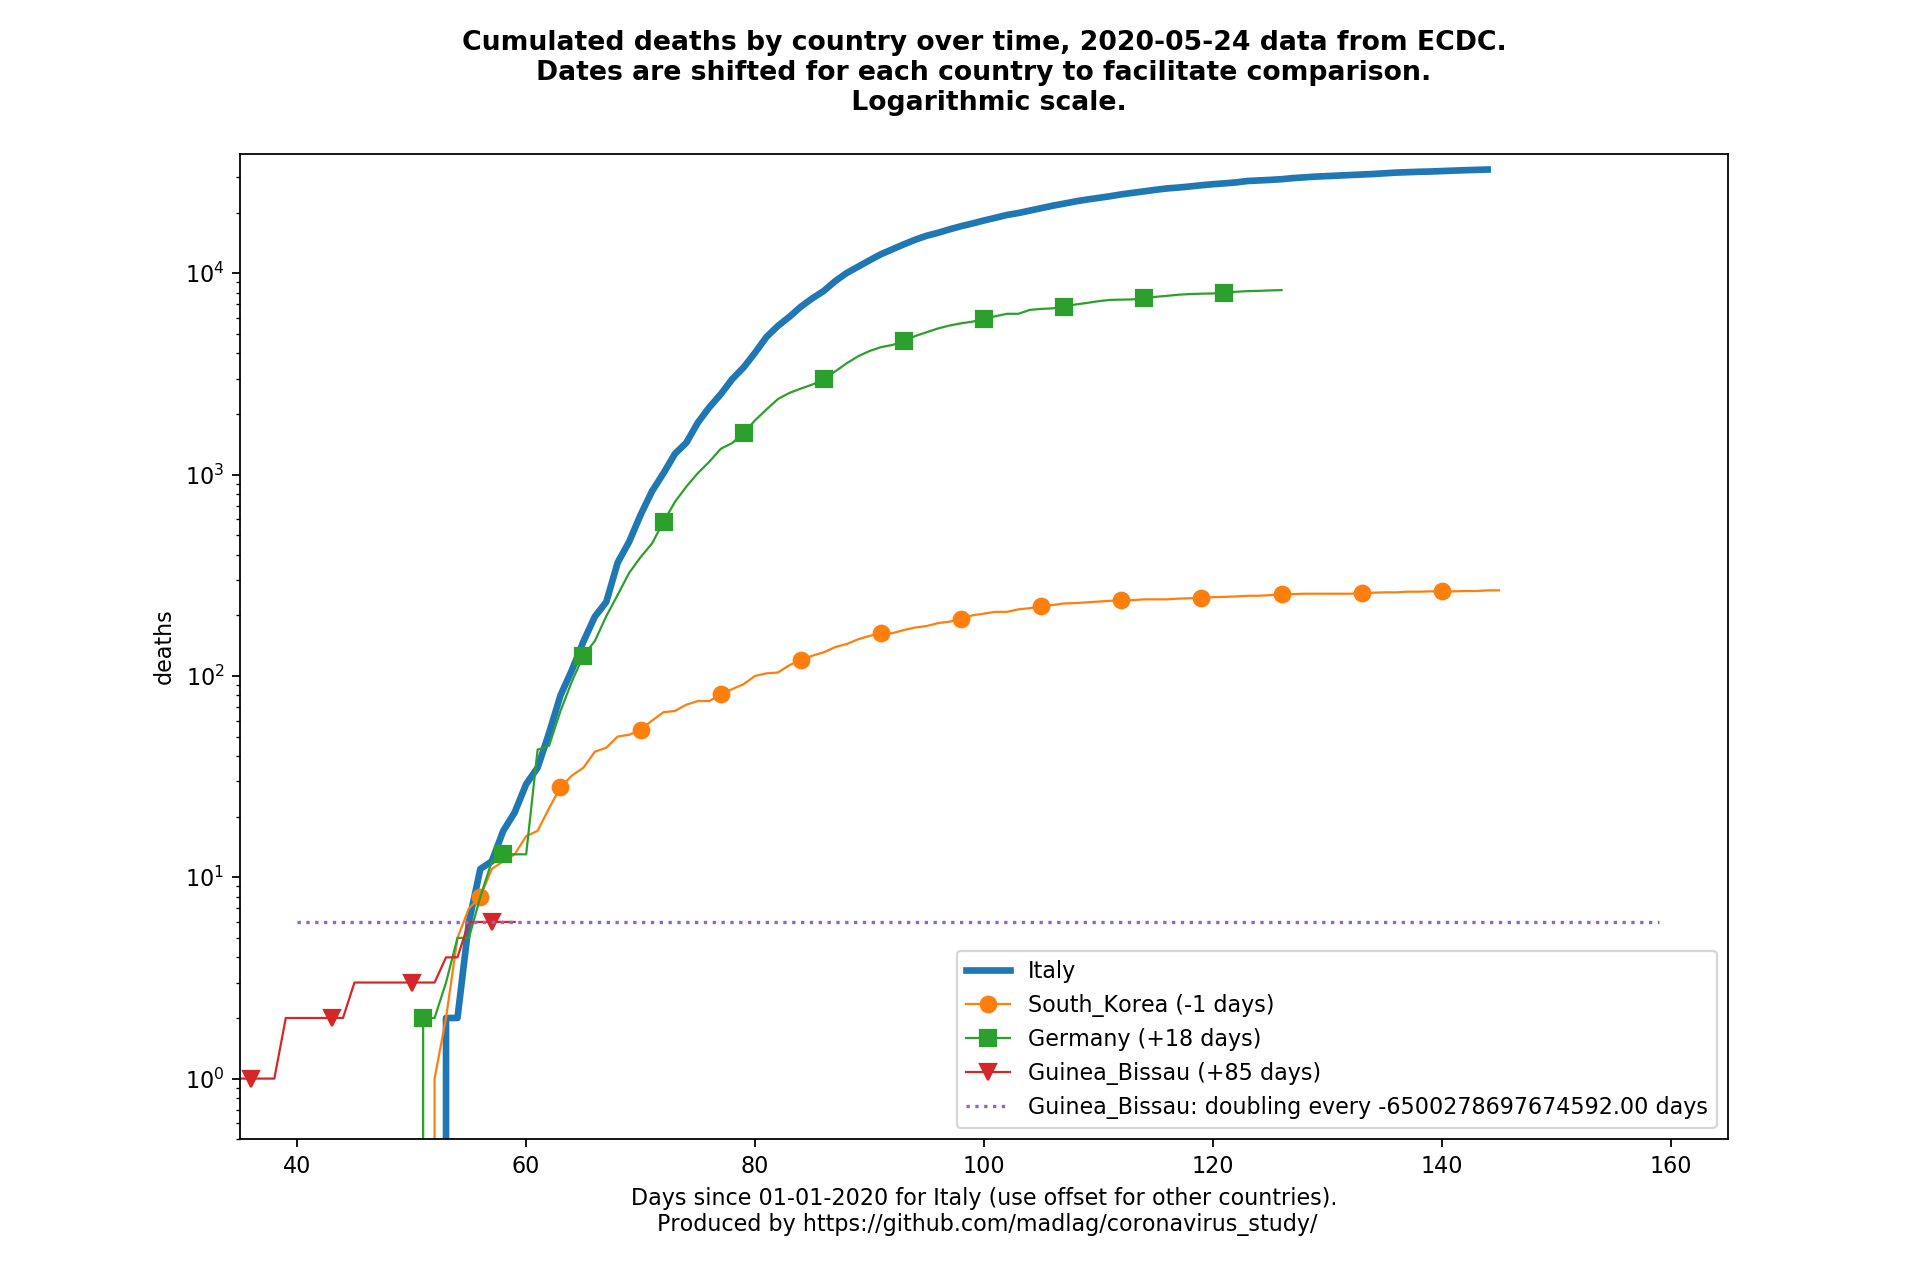 Cumulated deaths by country over time, 2020-05-24 data from ECDC.
Dates are shifted for each country to facilitate comparison.
Logarithmic scale.
deaths
10^4
10^3
10^2
10^1
10^0
Italy
South_Korea (-1 days)
Germany (+18 days)
Guinea_Bissau (+85 days)
Guinea_Bissau: doubling every -6500278697674592.00 days
40 60 80 100 120 140 160
Days since 01-01-2020 for Italy (use offset for other countries).
Produced by https://github.com/madlag/coronavirus_study/